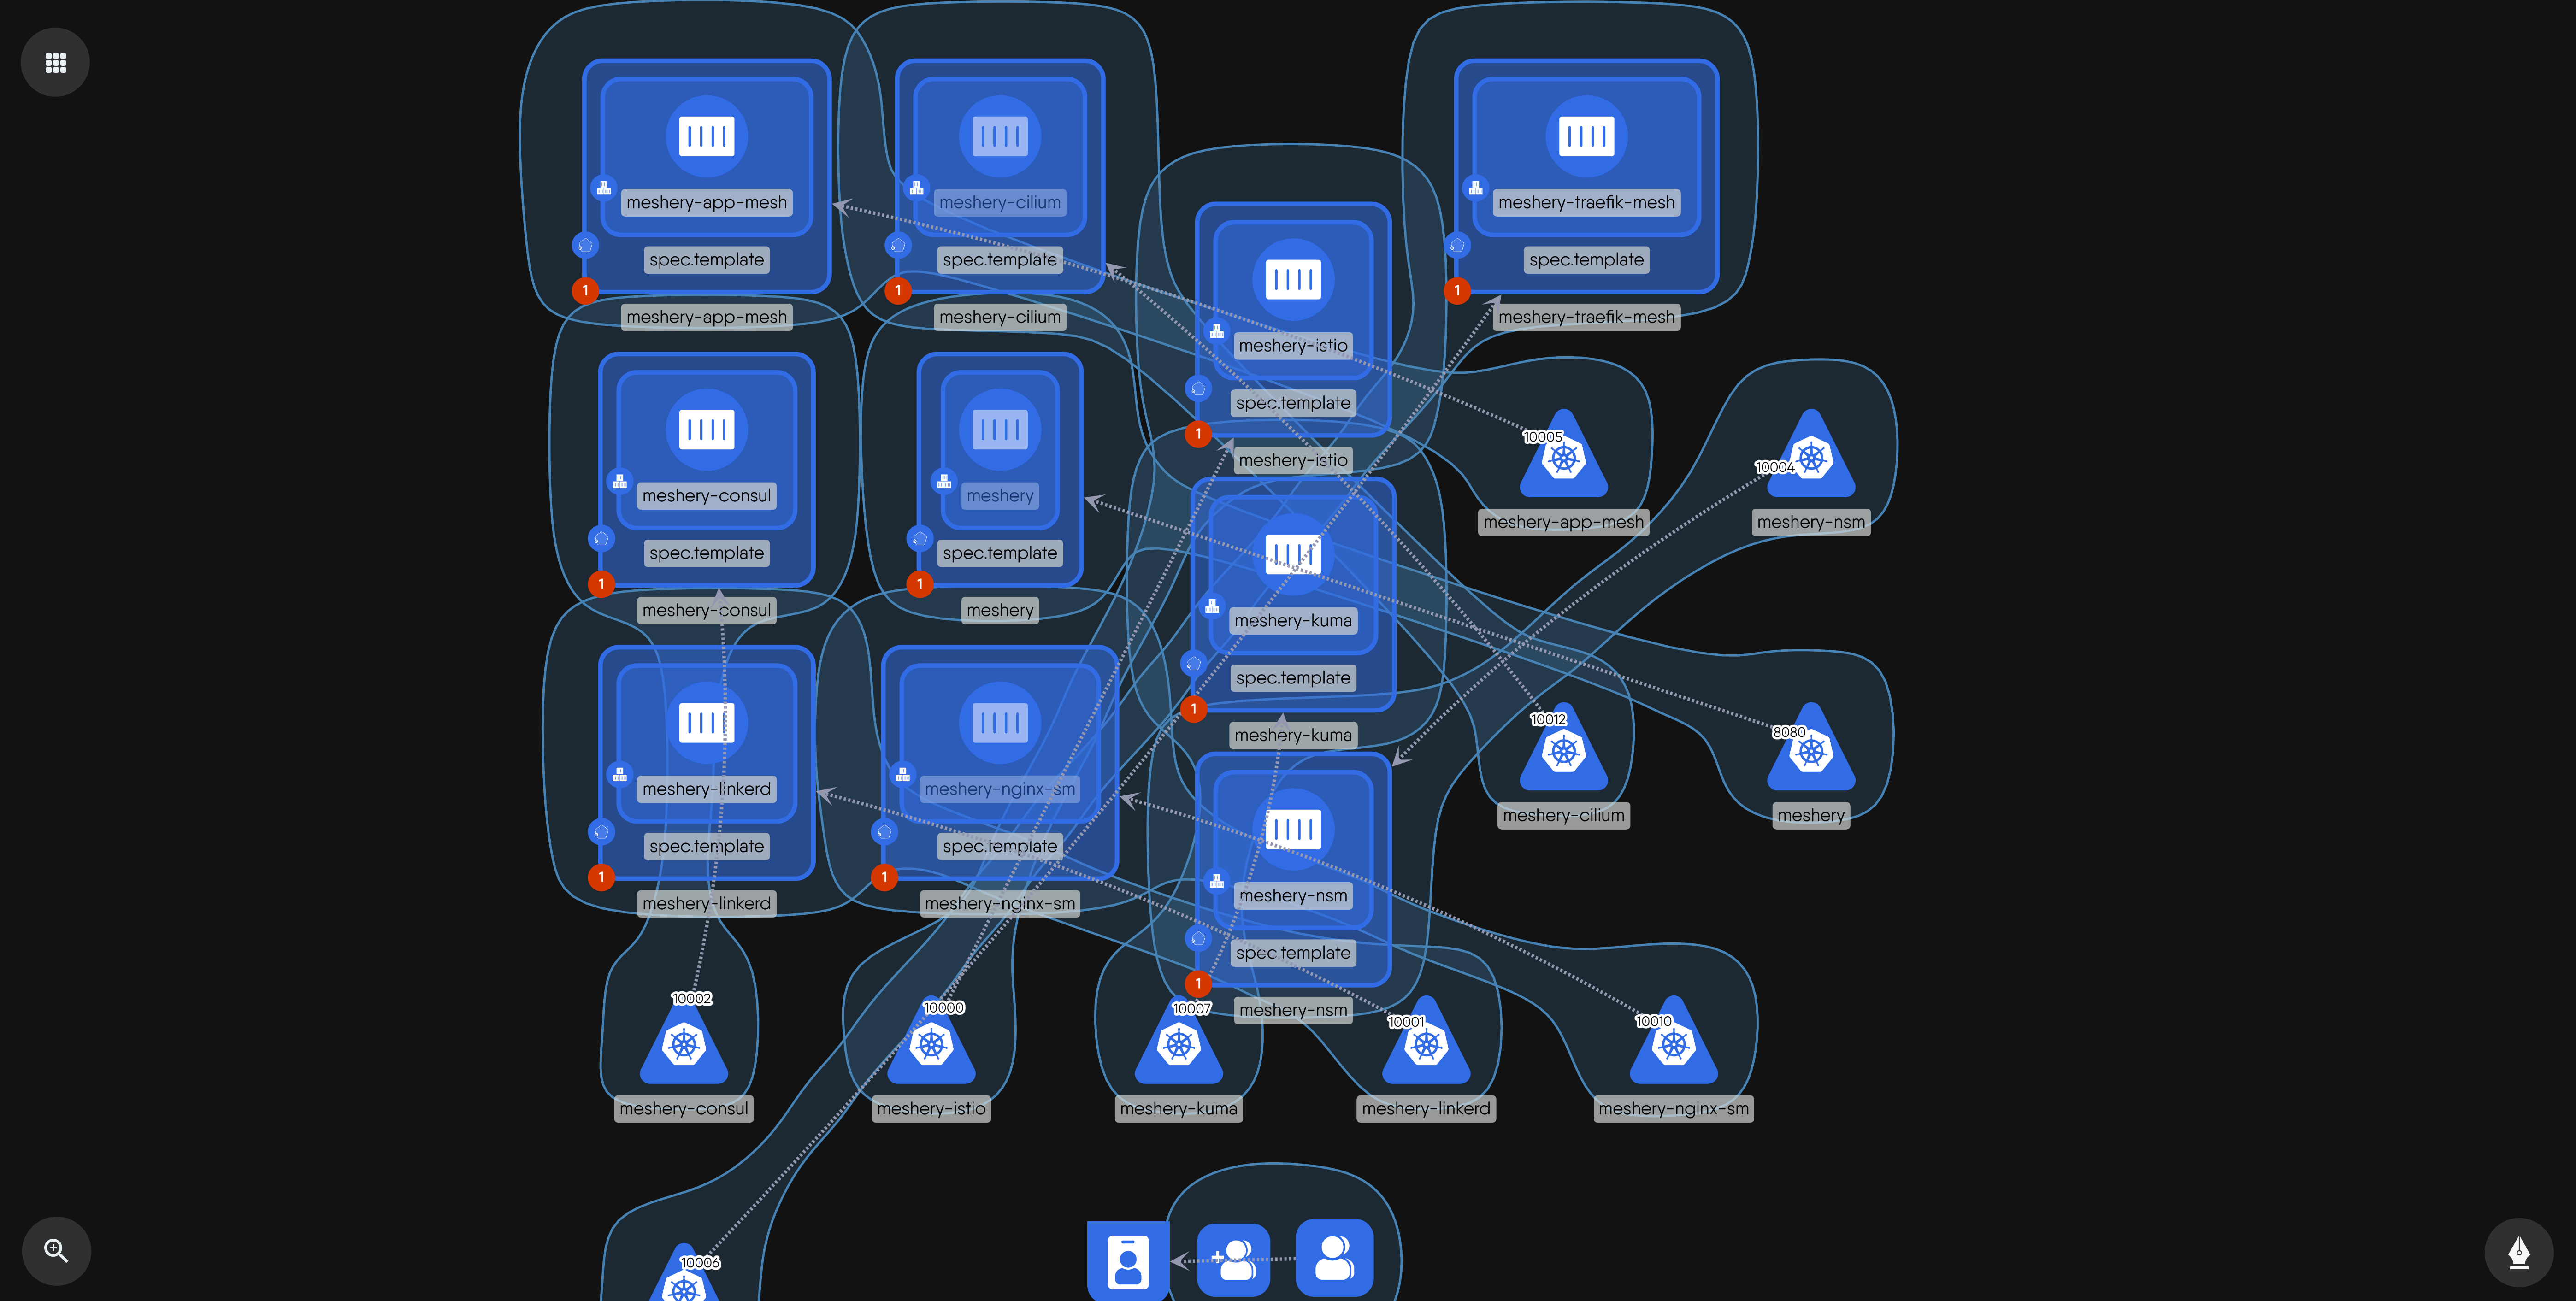 meshery-app-mesh
spec.template
1
meshery-app-mesh
meshery-cilium
spec.template
1
meshery-cilium
meshery-istio
spec.template
1
meshery-istio
meshery-traefik-mesh
spec.template
1
meshery-traefik-mesh
meshery-consul
spec.template
1
meshery-consul
meshery
spec.template
1
meshery
meshery-kuma
spec.template
1
meshery-kuma
10005
meshery-app-mesh
10004
meshery-nsm
meshery-linkerd
spec.template
1
meshery-linkerd
meshery-nginx-sm
spec.template
1
meshery-nginx-sm
meshery-nsm
spec.template
1
meshery-nsm
10012
meshery-cilium
8080
meshery
10002
meshery-consul
10000
meshery-istio
10007
meshery-kuma
10001
meshery-linkerd
10010
meshery-nginx-sm
10006